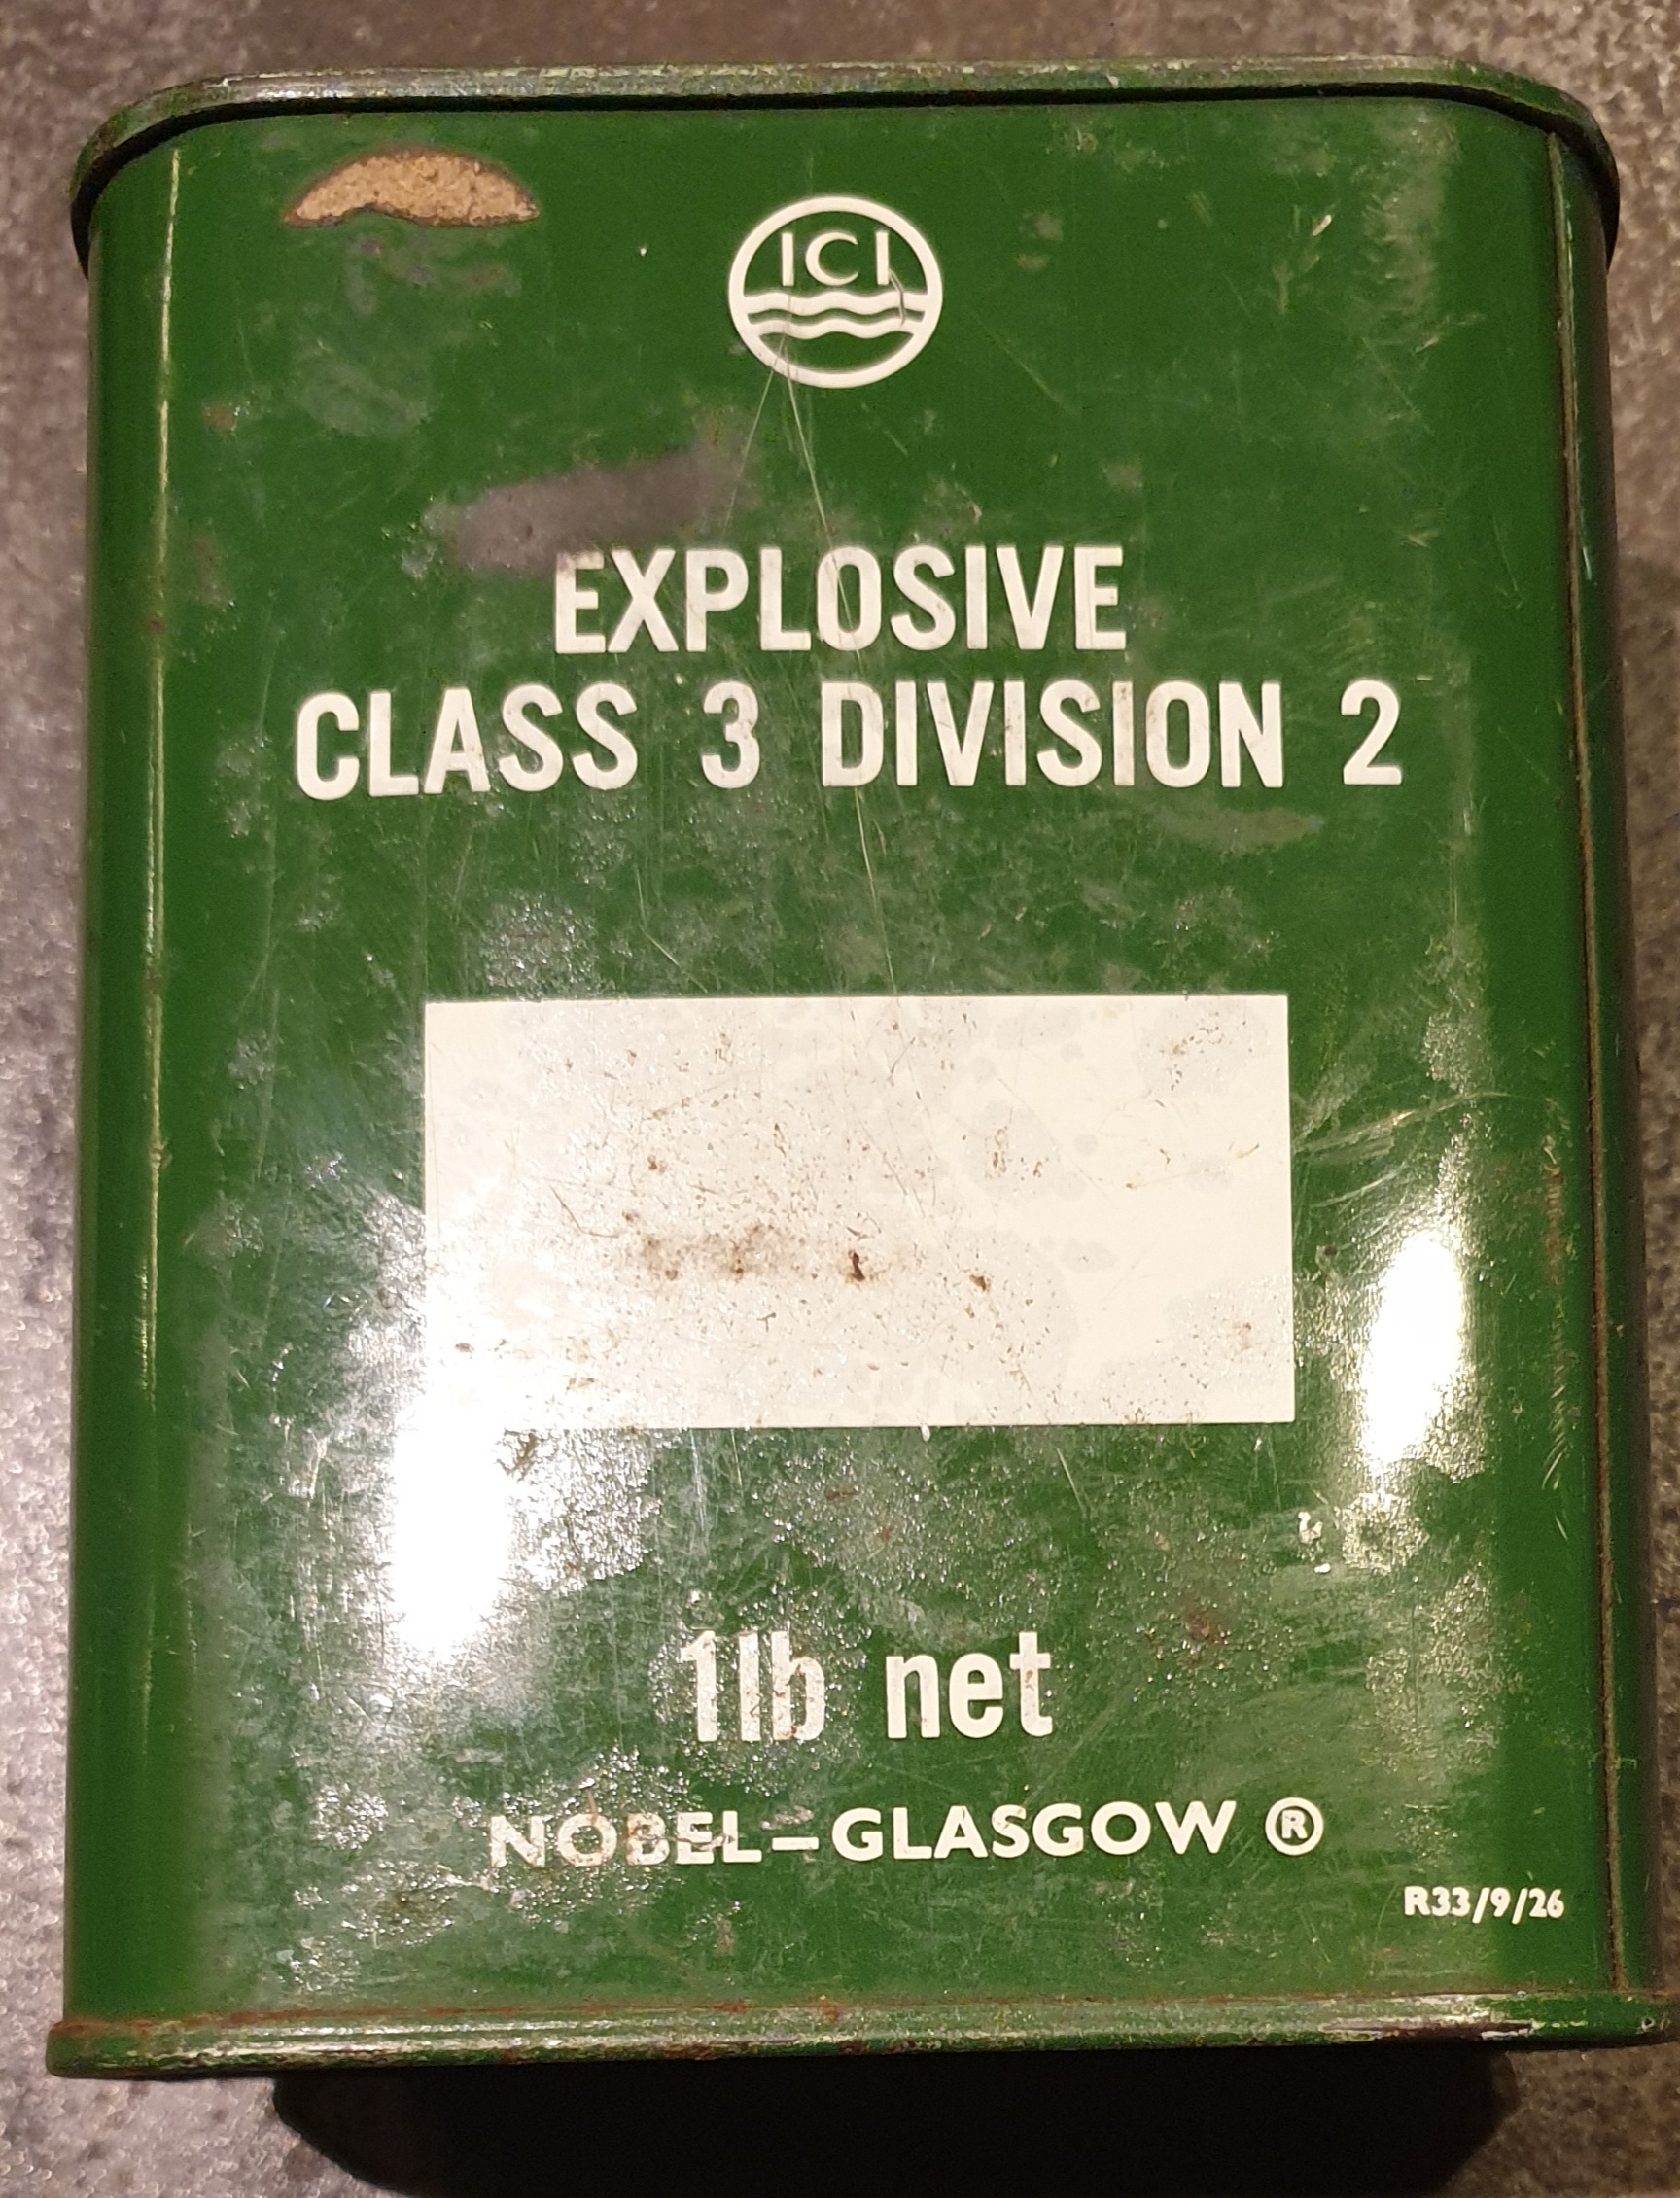 ICI
EXPLOSIVE
CLASS 3 DIVISION 2
1lb net
NOBEL–GLASGOW ®
R33/9/26